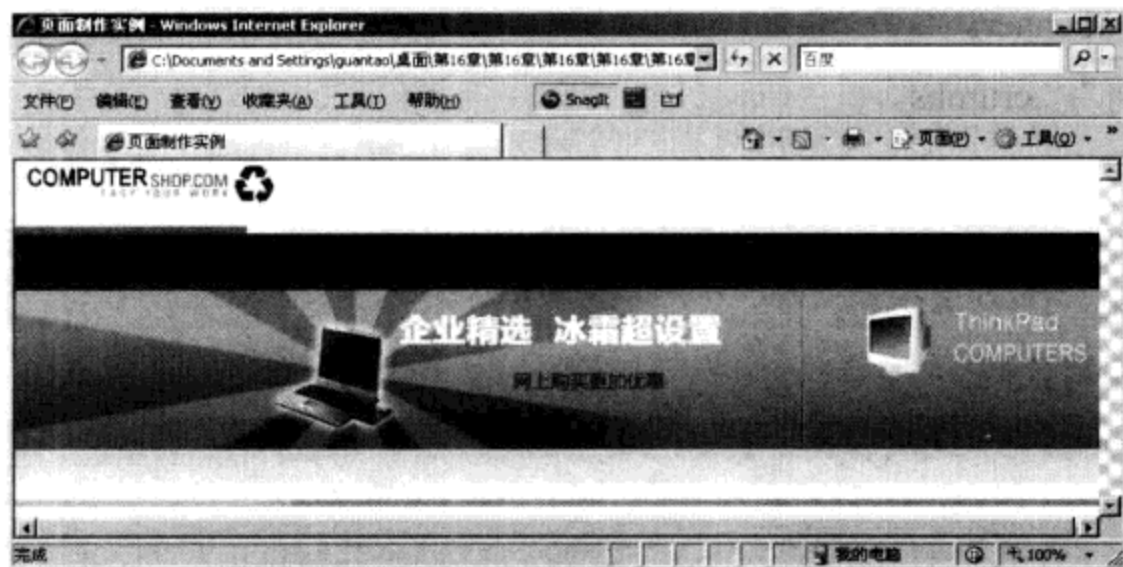 页面制作实例 - Windows Internet Explorer
C:\Documents and Settings\guantao\桌面\第16章\第16章\第16章\第16章
百度
文件(F) 编辑(E) 查看(V) 收藏夹(A) 工具(T) 帮助(H) SnagIt
页面制作实例 页面(P) 工具(O)
COMPUTER SHOP.COM
EASY YOUR WORK
企业精选 冰霜超设置
ThinkPad
COMPUTERS
网上购买更加优惠
完成 我的电脑 100%